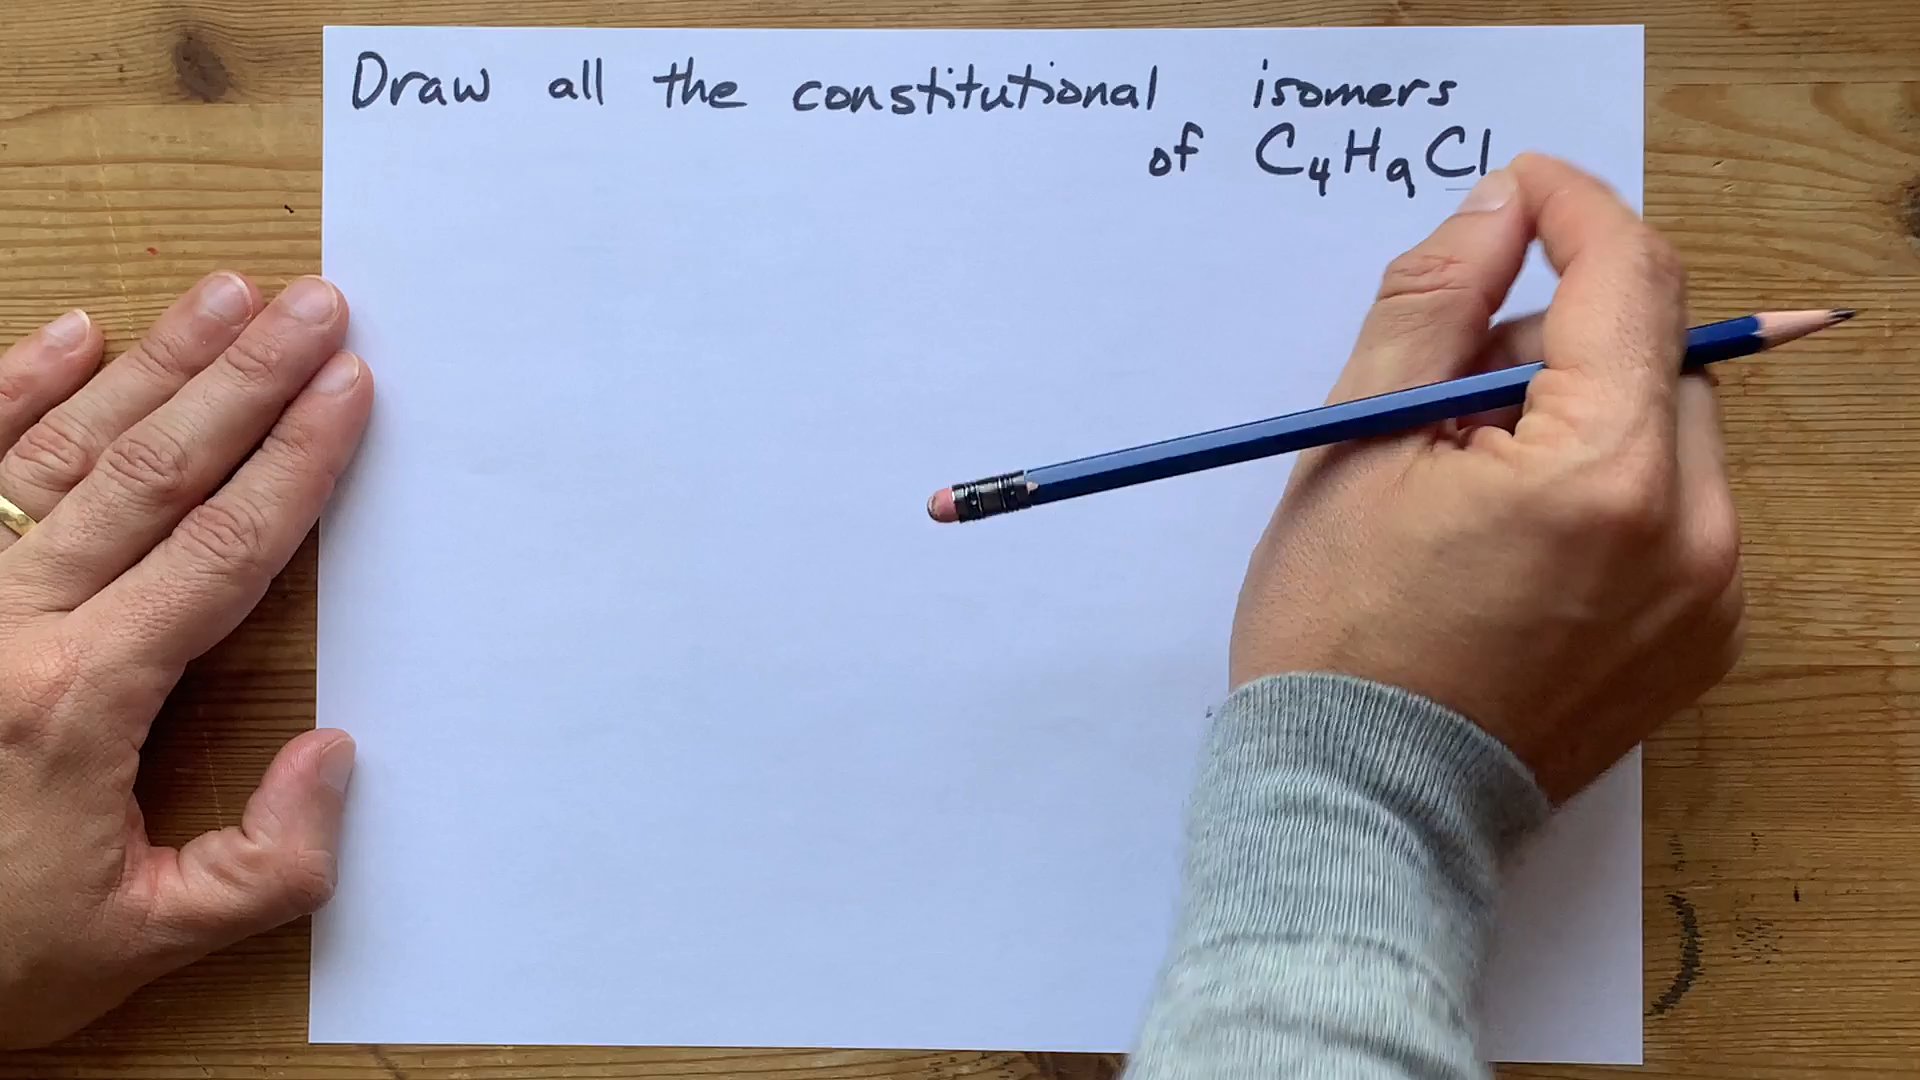 Draw all the constitutional isomers
of C₄H₉Cl